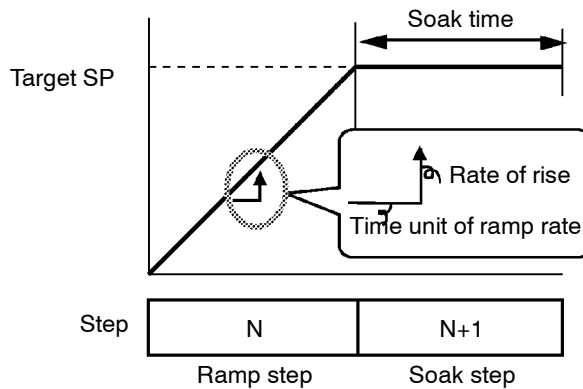 Soak time
Target SP
Rate of rise
Time unit of ramp rate
Step
N
N+1
Ramp step
Soak step